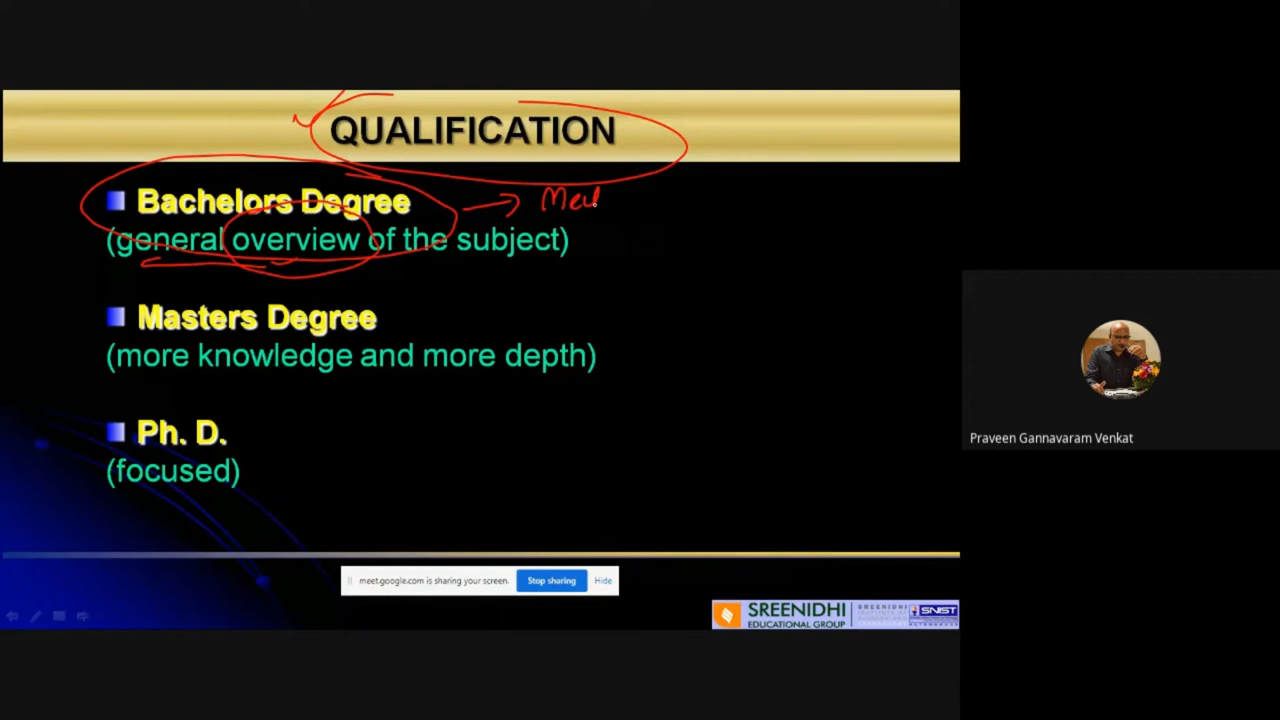 QUALIFICATION
Bachelors Degree
(general overview of the subject)
Masters Degree
(more knowledge and more depth)
Ph. D.
(focused)
Praveen Gannavaram Venkat
meet.google.com is sharing your screen. Stop sharing Hide
SREENIDHI
EDUCATIONAL GROUP
SNIST